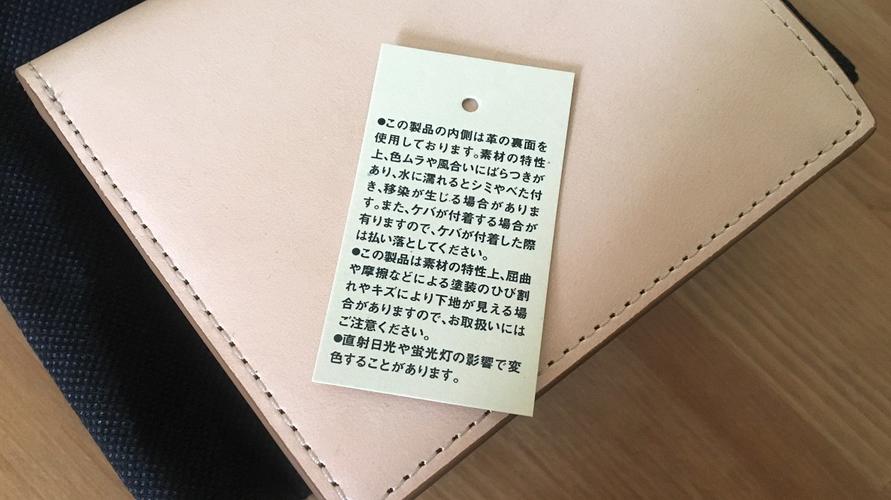 ●この製品の内側は革の裏面を
使用しております。素材の特性
上、色ムラや風合いにばらつきが
あり、水に濡れるとシミやべた付
き、移染が生じる場合がありま
す。また、ケバが付着する場合が
有りますので、ケバが付着した際
は払い落としてください。
●この製品は素材の特性上、屈曲
や摩擦などによる塗装のひび割
れやキズにより下地が見える場
合がありますので、お取扱いには
ご注意ください。
●直射日光や蛍光灯の影響で変
色することがあります。